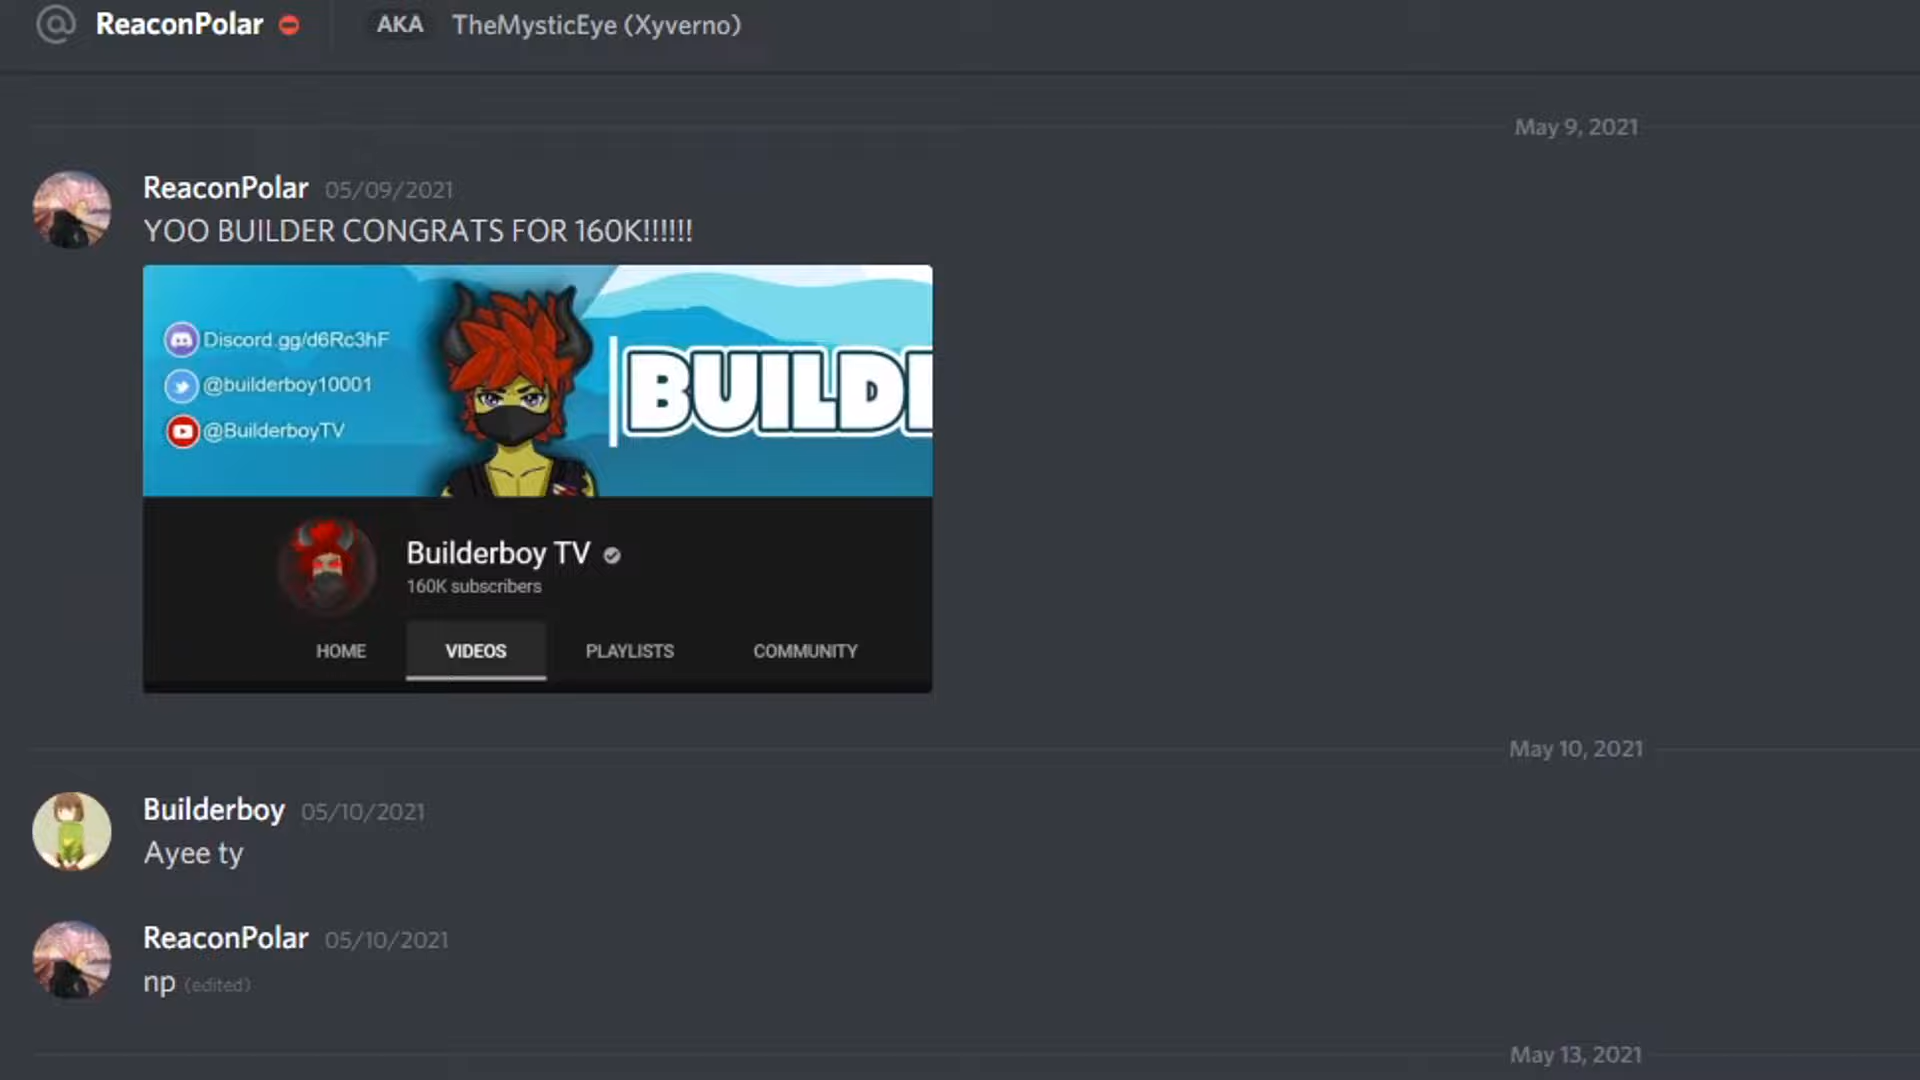 @ ReaconPolar AKA TheMysticEye (Xyverno)
May 9, 2021
ReaconPolar 05/09/2021
YOO BUILDER CONGRATS FOR 160K!!!!!!
Discord.gg/d6Rc3hF
@builderboy10001
@BuilderboyTV
BUILD
Builderboy TV
160K subscribers
HOME VIDEOS PLAYLISTS COMMUNITY
May 10, 2021
Builderboy 05/10/2021
Ayee ty
ReaconPolar 05/10/2021
np (edited)
May 13, 2021